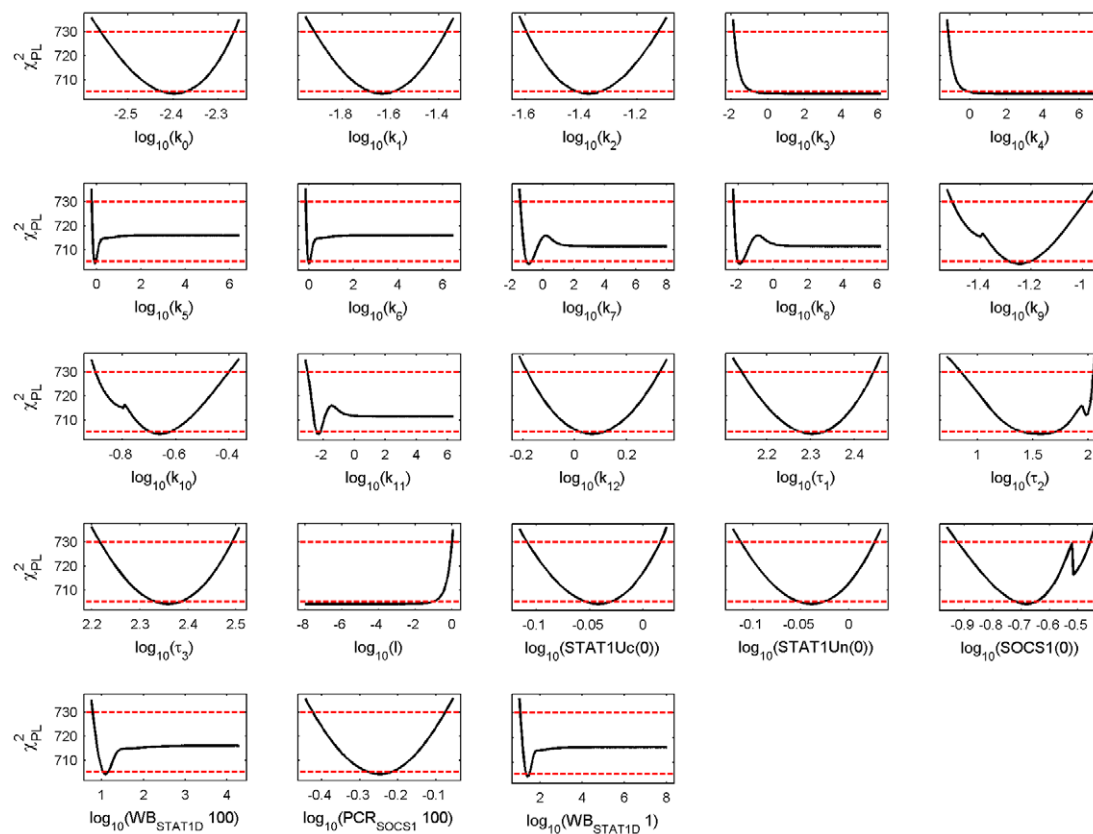 χ²PL
730
720
710
-2.5 -2.4 -2.3
log10(k0)
-1.8 -1.6 -1.4
log10(k1)
-1.6 -1.4 -1.2
log10(k2)
-2 0 2 4 6
log10(k3)
0 2 4 6
log10(k4)
χ²PL
730
720
710
0 2 4 6
log10(k5)
0 2 4 6
log10(k6)
-2 0 2 4 6 8
log10(k7)
-2 0 2 4 6
log10(k8)
-1.4 -1.2 -1
log10(k9)
χ²PL
730
720
710
-0.8 -0.6 -0.4
log10(k10)
-2 0 2 4 6
log10(k11)
-0.2 0 0.2
log10(k12)
2.2 2.3 2.4
log10(τ1)
1 1.5 2
log10(τ2)
χ²PL
730
720
710
2.2 2.3 2.4 2.5
log10(τ3)
-8 -6 -4 -2 0
log10(l)
-0.1 -0.05 0
log10(STAT1Uc(0))
-0.1 -0.05 0
log10(STAT1Un(0))
-0.9 -0.8 -0.7 -0.6 -0.5
log10(SOCS1(0))
χ²PL
730
720
710
1 2 3 4
log10(WBSTAT1D 100)
-0.4 -0.3 -0.2 -0.1
log10(PCRSOCS1 100)
2 4 6 8
log10(WBSTAT1D 1)